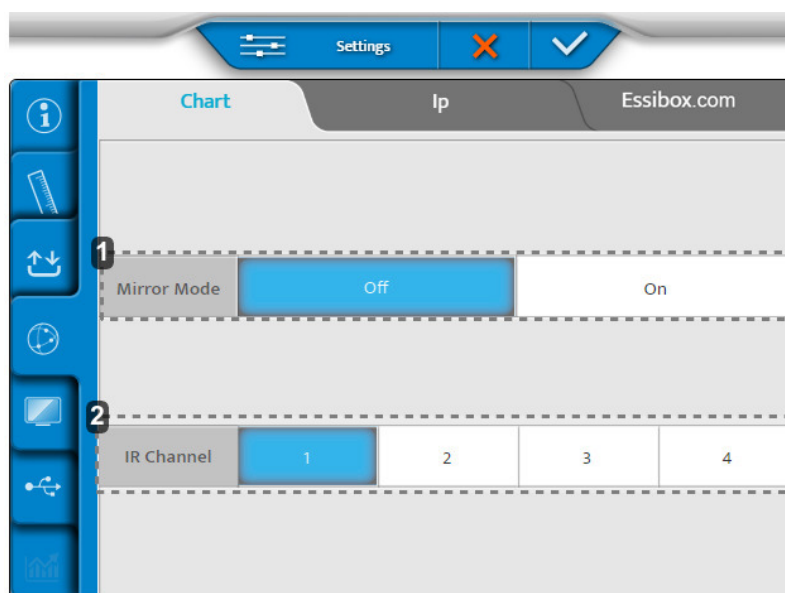 Settings
Chart Ip Essibox.com
1
Mirror Mode Off On
2
IR Channel 1 2 3 4